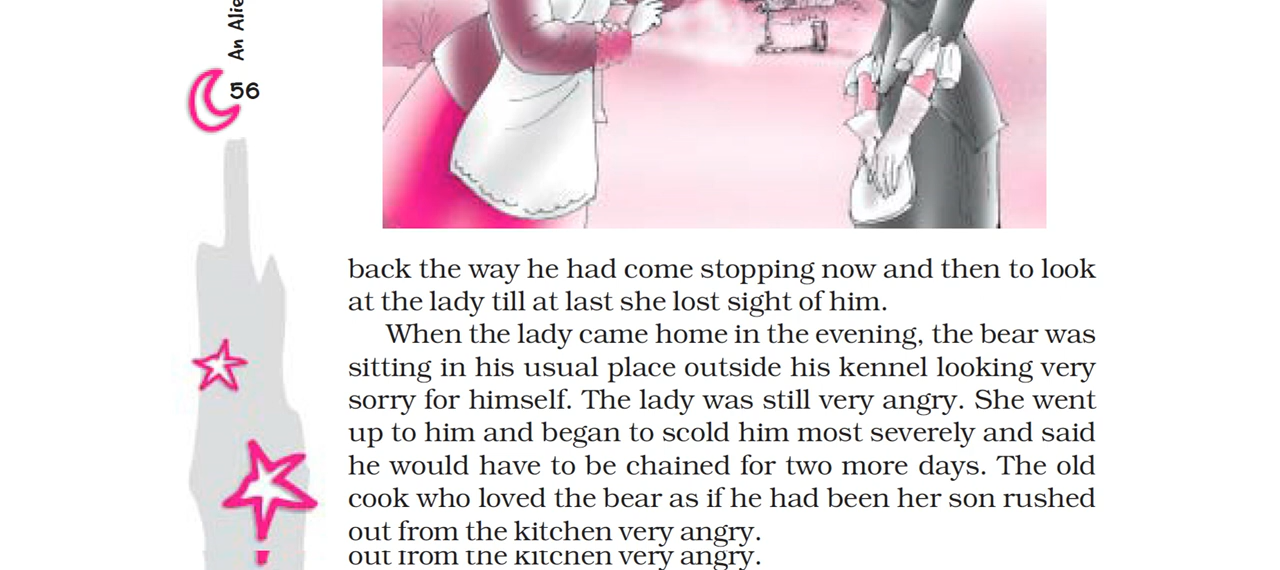 An Alie
56
back the way he had come stopping now and then to look
at the lady till at last she lost sight of him.
When the lady came home in the evening, the bear was
sitting in his usual place outside his kennel looking very
sorry for himself. The lady was still very angry. She went
up to him and began to scold him most severely and said
he would have to be chained for two more days. The old
cook who loved the bear as if he had been her son rushed
out from the kitchen very angry.
out from the kitchen very angry.